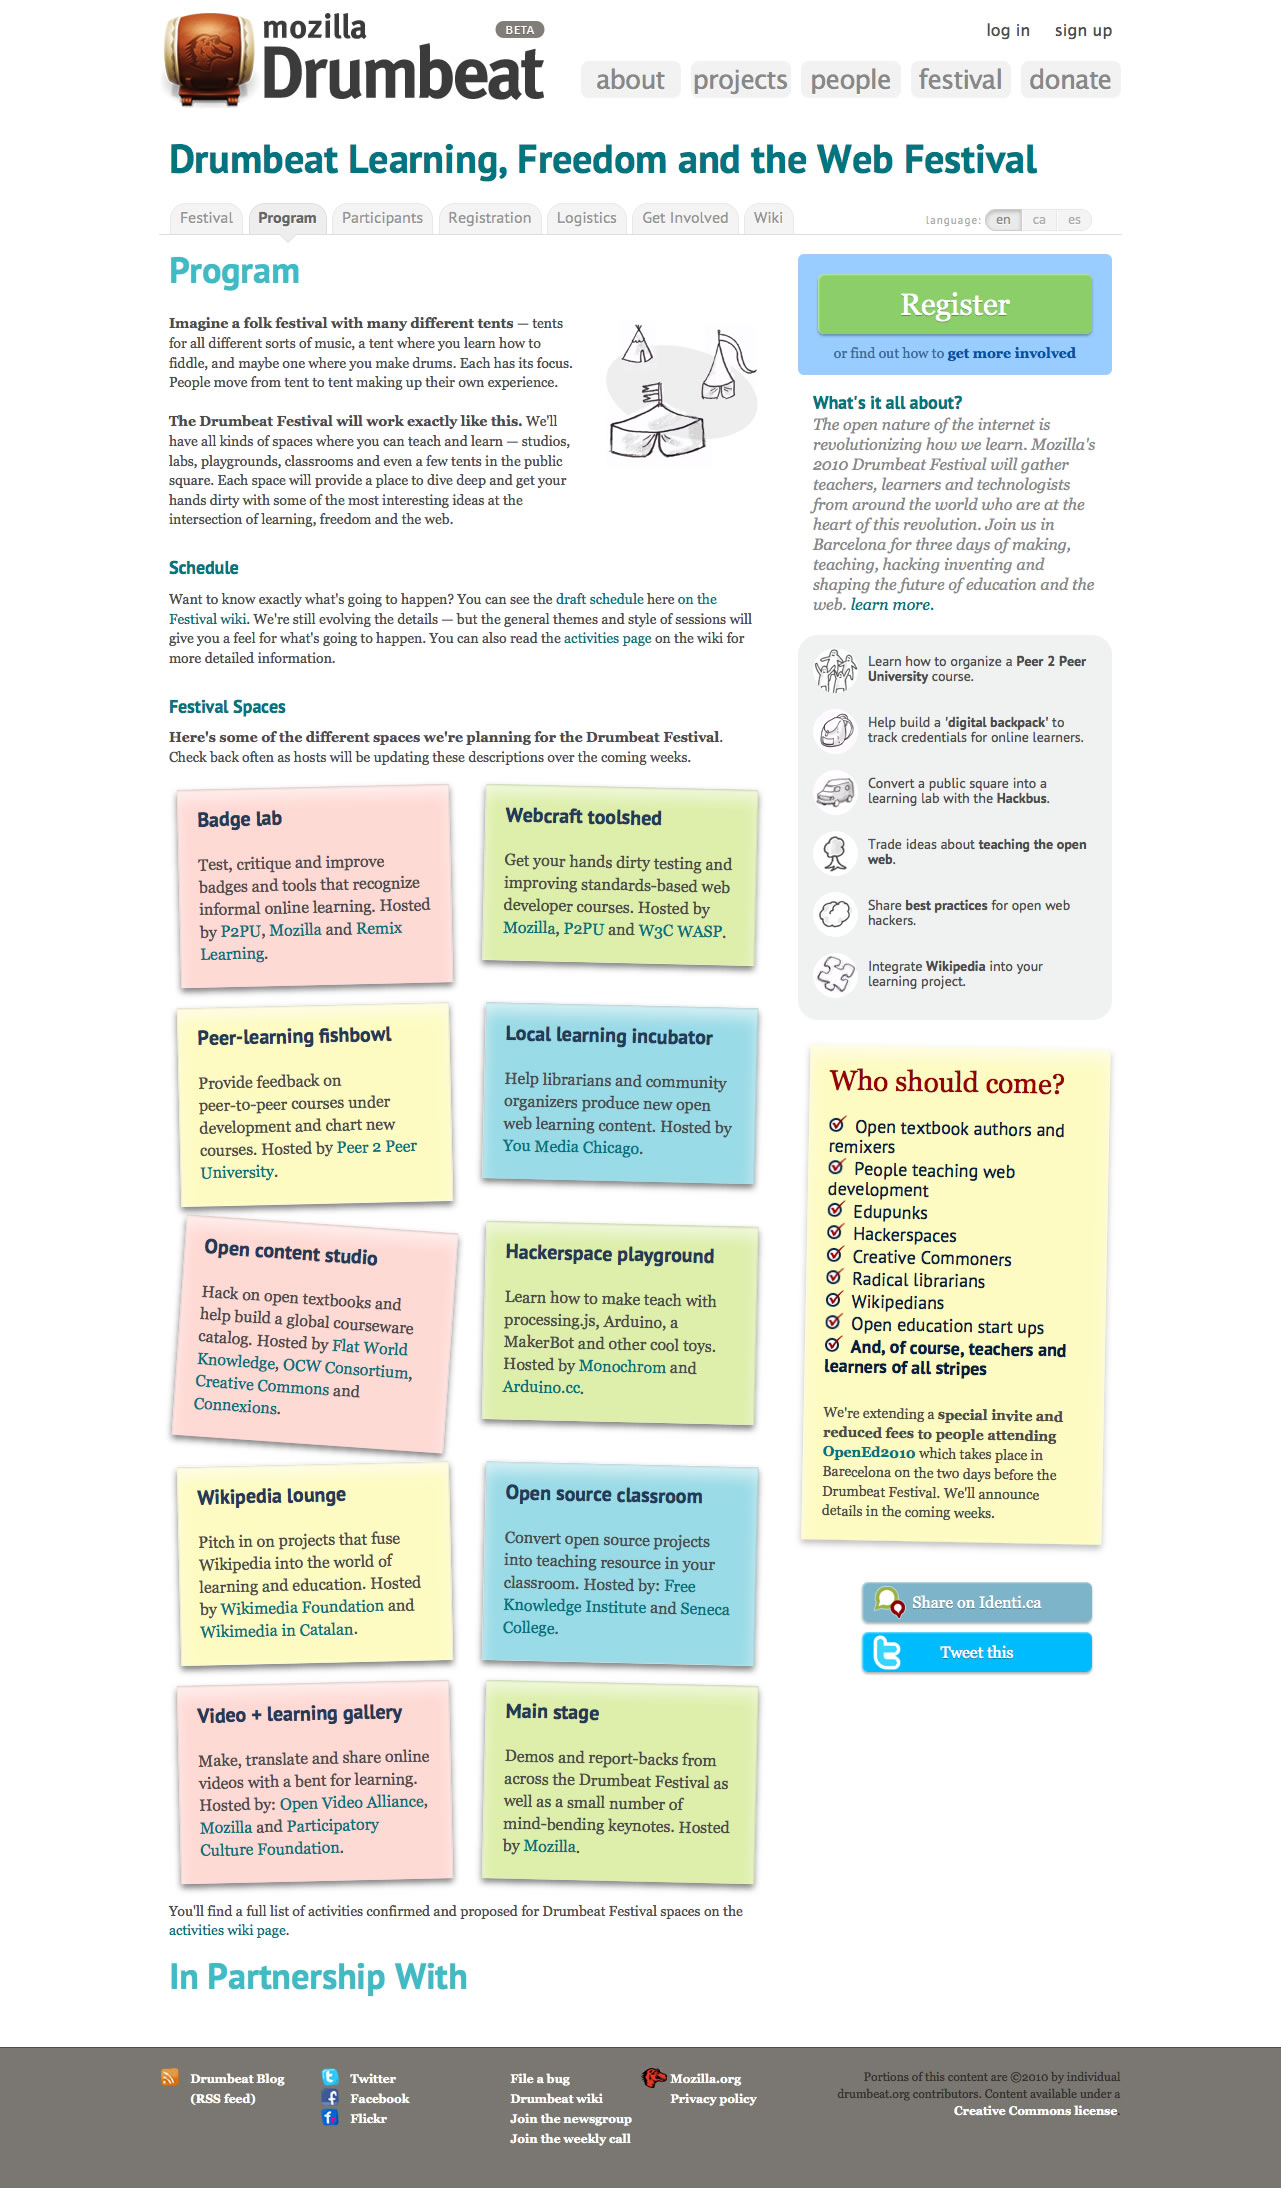 mozilla
Drumbeat
BETA
log in
sign up
about
projects
people
festival
donate
Drumbeat Learning, Freedom and the Web Festival
Festival
Program
Participants
Registration
Logistics
Get Involved
Wiki
language:
en
ca
es
Program
Imagine a folk festival with many different tents — tents
for all different sorts of music, a tent where you learn how to
fiddle, and maybe one where you make drums. Each has its focus.
People move from tent to tent making up their own experience.
The Drumbeat Festival will work exactly like this. We'll
have all kinds of spaces where you can teach and learn — studios,
labs, playgrounds, classrooms and even a few tents in the public
square. Each space will provide a place to dive deep and get your
hands dirty with some of the most interesting ideas at the
intersection of learning, freedom and the web.
Schedule
Want to know exactly what's going to happen? You can see the draft schedule here on the
Festival wiki. We're still evolving the details — but the general themes and style of sessions will
give you a feel for what's going to happen. You can also read the activities page on the wiki for
more detailed information.
Festival Spaces
Here's some of the different spaces we're planning for the Drumbeat Festival.
Check back often as hosts will be updating these descriptions over the coming weeks.
Badge lab
Test, critique and improve
badges and tools that recognize
informal online learning. Hosted
by P2PU, Mozilla and Remix
Learning.
Webcraft toolshed
Get your hands dirty testing and
improving standards-based web
developer courses. Hosted by
Mozilla, P2PU and W3C WASP.
Peer-learning fishbowl
Provide feedback on
peer-to-peer courses under
development and chart new
courses. Hosted by Peer 2 Peer
University.
Local learning incubator
Help librarians and community
organizers produce new open
web learning content. Hosted by
You Media Chicago.
Open content studio
Hack on open textbooks and
help build a global courseware
catalog. Hosted by Flat World
Knowledge, OCW Consortium,
Creative Commons and
Connexions.
Hackerspace playground
Learn how to make teach with
processing.js, Arduino, a
MakerBot and other cool toys.
Hosted by Monochrom and
Arduino.cc.
Wikipedia lounge
Pitch in on projects that fuse
Wikipedia into the world of
learning and education. Hosted
by Wikimedia Foundation and
Wikimedia in Catalan.
Open source classroom
Convert open source projects
into teaching resource in your
classroom. Hosted by: Free
Knowledge Institute and Seneca
College.
Video + learning gallery
Make, translate and share online
videos with a bent for learning.
Hosted by: Open Video Alliance,
Mozilla and Participatory
Culture Foundation.
Main stage
Demos and report-backs from
across the Drumbeat Festival as
well as a small number of
mind-bending keynotes. Hosted
by Mozilla.
You'll find a full list of activities confirmed and proposed for Drumbeat Festival spaces on the
activities wiki page.
In Partnership With
Register
or find out how to get more involved
What's it all about?
The open nature of the internet is
revolutionizing how we learn. Mozilla's
2010 Drumbeat Festival will gather
teachers, learners and technologists
from around the world who are at the
heart of this revolution. Join us in
Barcelona for three days of making,
teaching, hacking inventing and
shaping the future of education and the
web. learn more.
Learn how to organize a Peer 2 Peer
University course.
Help build a 'digital backpack' to
track credentials for online learners.
Convert a public square into a
learning lab with the Hackbus.
Trade ideas about teaching the open
web.
Share best practices for open web
hackers.
Integrate Wikipedia into your
learning project.
Who should come?
Open textbook authors and
remixers
People teaching web
development
Edupunks
Hackerspaces
Creative Commoners
Radical librarians
Wikipedians
Open education start ups
And, of course, teachers and
learners of all stripes
We're extending a special invite and
reduced fees to people attending
OpenEd2010 which takes place in
Barecelona on the two days before the
Drumbeat Festival. We'll announce
details in the coming weeks.
Share on Identi.ca
Tweet this
Drumbeat Blog
(RSS feed)
Twitter
Facebook
Flickr
File a bug
Drumbeat wiki
Join the newsgroup
Join the weekly call
Mozilla.org
Privacy policy
Portions of this content are ©2010 by individual
drumbeat.org contributors. Content available under a
Creative Commons license